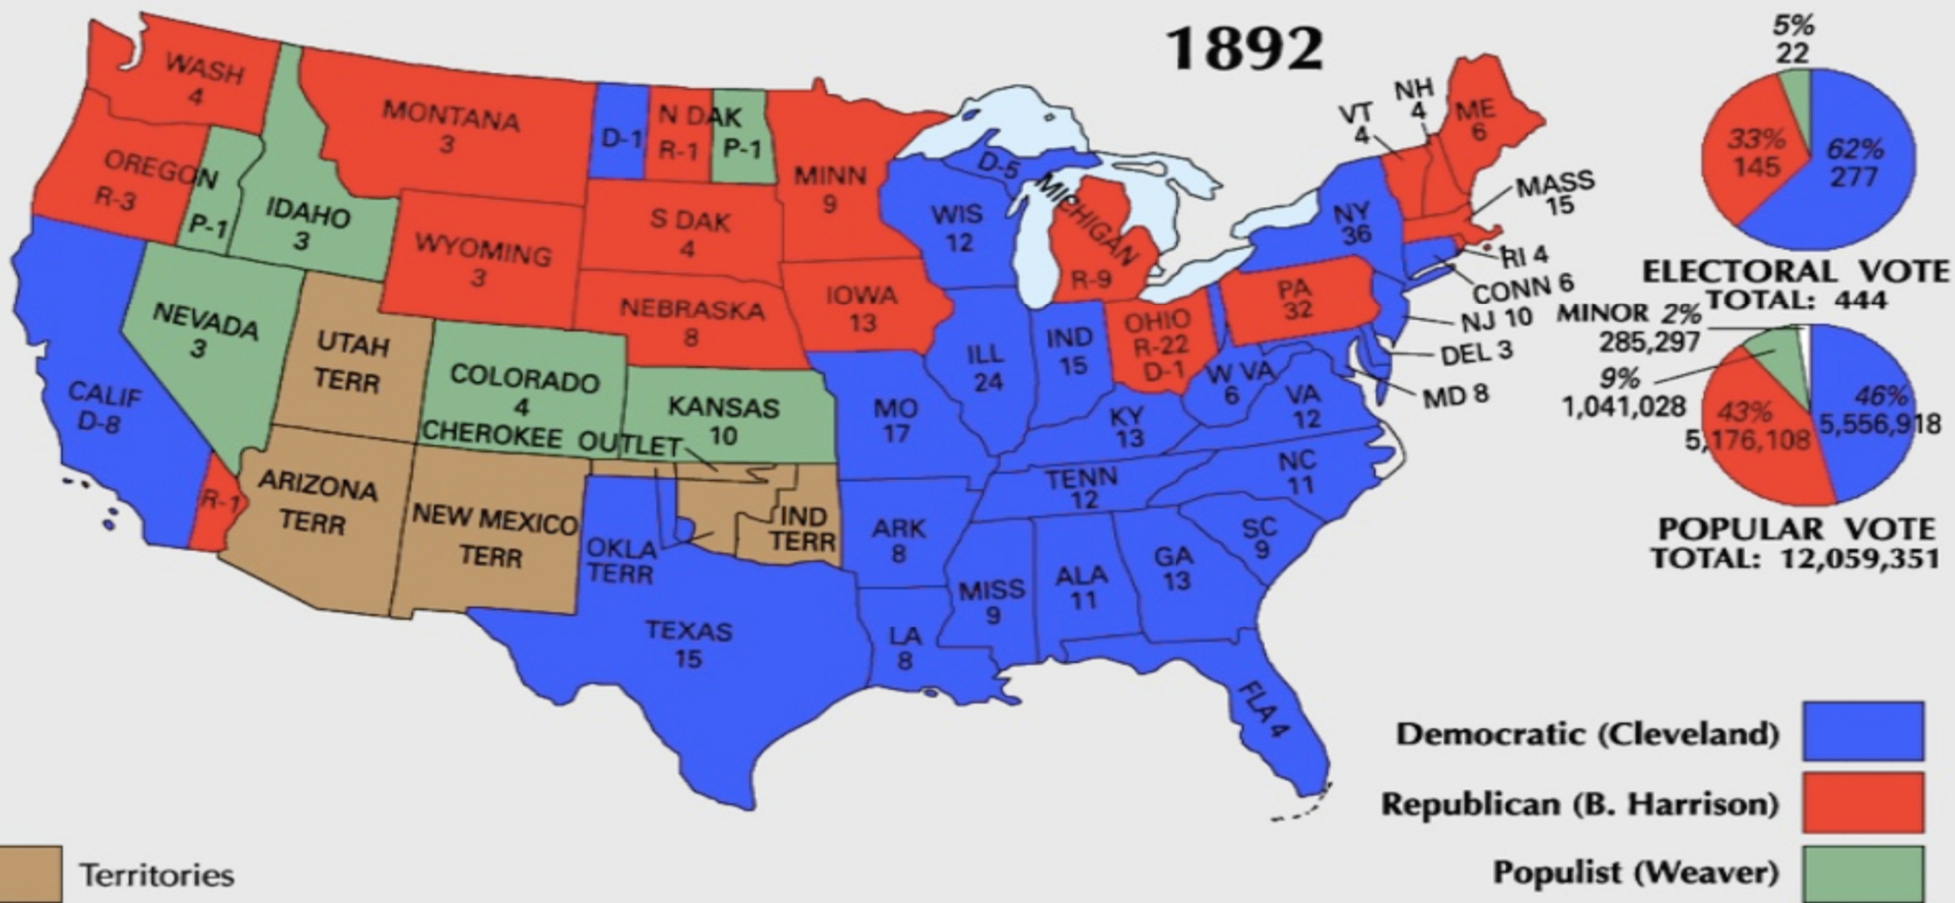 1892
WASH
4
OREGON
R-3
P-1
IDAHO
3
MONTANA
3
WYOMING
3
NEVADA
3
CALIF
D-8
R-1
UTAH
TERR
ARIZONA
TERR
COLORADO
4
NEW MEXICO
TERR
CHEROKEE OUTLET
N DAK
D-1
R-1
P-1
S DAK
4
NEBRASKA
8
KANSAS
10
OKLA
TERR
IND
TERR
TEXAS
15
MINN
9
IOWA
13
MO
17
ARK
8
LA
8
WIS
12
D-5
MICHIGAN
R-9
ILL
24
IND
15
OHIO
R-22
D-1
KY
13
TENN
12
MISS
9
ALA
11
GA
13
FLA 4
SC
9
NC
11
VA
12
W VA
6
PA
32
NY
36
VT
4
NH
4
ME
6
MASS
15
RI 4
CONN 6
NJ 10
DEL 3
MD 8
5%
22
33%
145
62%
277
ELECTORAL VOTE
TOTAL: 444
MINOR 2%
285,297
9%
1,041,028
43%
5,176,108
46%
5,556,918
POPULAR VOTE
TOTAL: 12,059,351
Democratic (Cleveland)
Republican (B. Harrison)
Populist (Weaver)
Territories